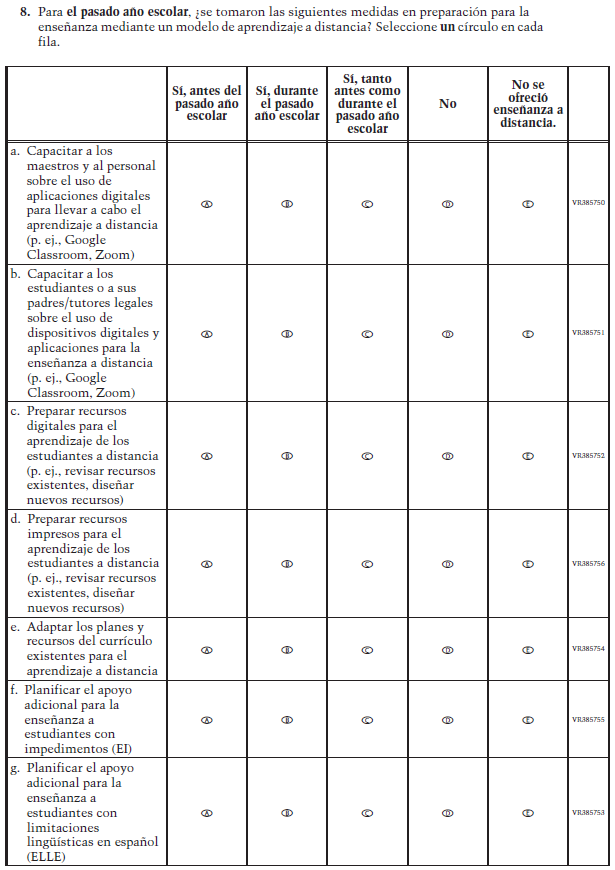 8. Para el pasado año escolar, ¿se tomaron las siguientes medidas en preparación para la
enseñanza mediante un modelo de aprendizaje a distancia? Seleccione un círculo en cada
fila.
Sí, antes del
pasado año
escolar
Sí, durante
el pasado
año escolar
Sí, tanto
antes como
durante el
pasado año
escolar
No
No se
ofreció
enseñanza a
distancia.
a. Capacitar a los
maestros y al personal
sobre el uso de
aplicaciones digitales
para llevar a cabo el
aprendizaje a distancia
(p. ej., Google
Classroom, Zoom)
A B C D E VR385750
b. Capacitar a los
estudiantes o a sus
padres/tutores legales
sobre el uso de
dispositivos digitales y
aplicaciones para la
enseñanza a distancia
(p. ej., Google
Classroom, Zoom)
A B C D E VR385751
c. Preparar recursos
digitales para el
aprendizaje de los
estudiantes a distancia
(p. ej., revisar recursos
existentes, diseñar
nuevos recursos)
A B C D E VR385752
d. Preparar recursos
impresos para el
aprendizaje de los
estudiantes a distancia
(p. ej., revisar recursos
existentes, diseñar
nuevos recursos)
A B C D E VR385756
e. Adaptar los planes y
recursos del currículo
existentes para el
aprendizaje a distancia
A B C D E VR385754
f. Planificar el apoyo
adicional para la
enseñanza a
estudiantes con
impedimentos (EI)
A B C D E VR385755
g. Planificar el apoyo
adicional para la
enseñanza a
estudiantes con
limitaciones
lingüísticas en español
(ELLE)
A B C D E VR385753